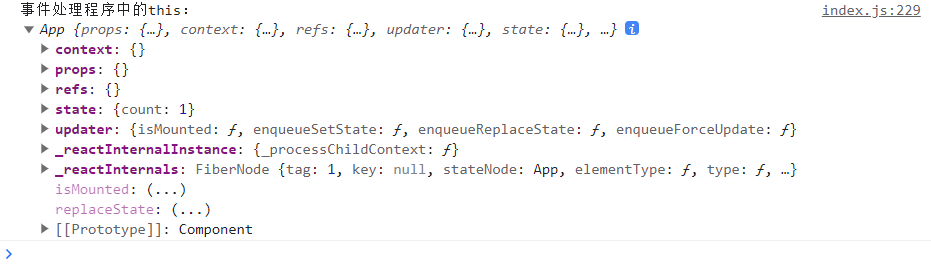 事件处理程序中的this: index.js:229
▼ App {props: {…}, context: {…}, refs: {…}, updater: {…}, state: {…}, …} i
▶ context: {}
▶ props: {}
▶ refs: {}
▶ state: {count: 1}
▶ updater: {isMounted: ƒ, enqueueSetState: ƒ, enqueueReplaceState: ƒ, enqueueForceUpdate: ƒ}
▶ _reactInternalInstance: {_processChildContext: ƒ}
▶ _reactInternals: FiberNode {tag: 1, key: null, stateNode: App, elementType: ƒ, type: ƒ, …}
isMounted: (...)
replaceState: (...)
▶ [[Prototype]]: Component